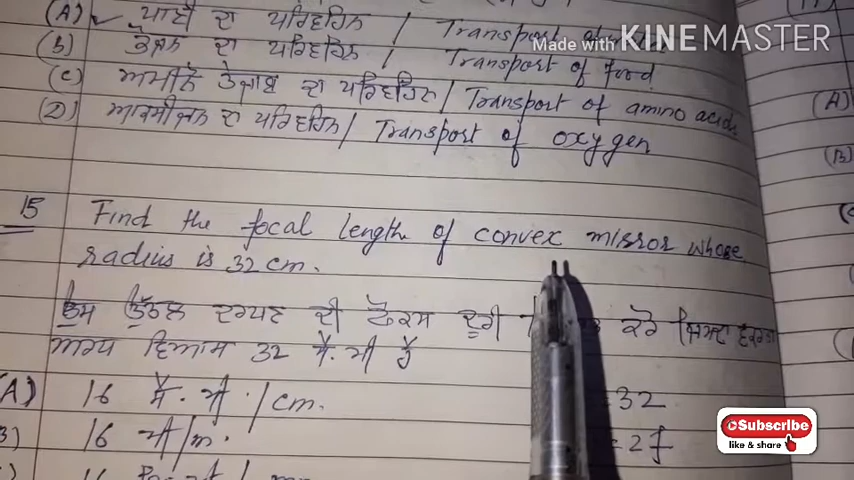 (A) ਪਾਣੀ ਦਾ ਪਰਿਵਹਿਨ / Transport of
Made with KINEMASTER
(B) ਭੋਜਨ ਦਾ ਪਰਿਵਹਿਨ / Transport of food
(C) ਅਮੀਨੋ ਤੇਜ਼ਾਬ ਦਾ ਪਰਿਵਹਿਨ / Transport of amino acids
(D) ਆਕਸੀਜਨ ਦਾ ਪਰਿਵਹਿਨ / Transport of oxygen
15 Find the focal length of convex mirror whose
radius is 32 cm.
ਉੱਤਲ ਦਰਪਣ ਦੀ ਫੋਕਸ ਦੂਰੀ ਕਰੋ ਜਿਸਦਾ
ਅਰਧ ਵਿਆਸ 32 ਸੈ.ਮੀ ਹੈ
(A) 16 ਸੈ.ਮੀ. / cm. 32
16 ਮੀ/m. = 2f
Subscribe
like & share
(A)
(B)